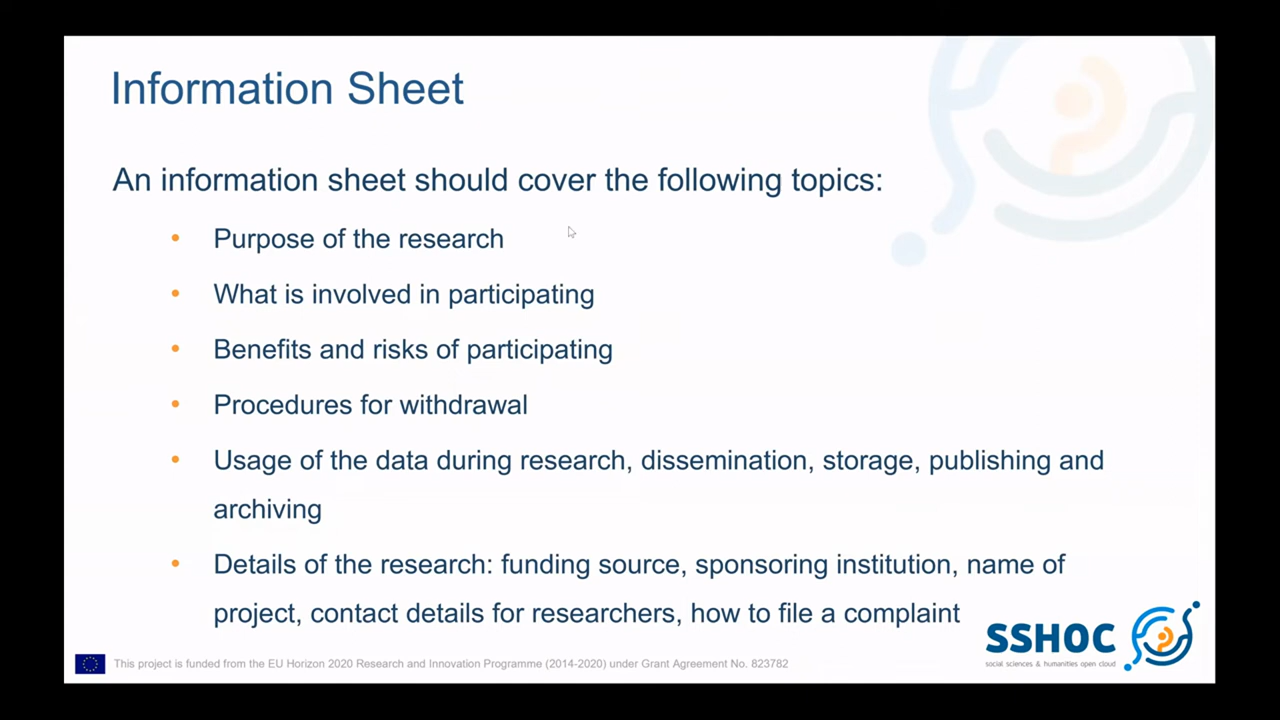 Information Sheet
An information sheet should cover the following topics:
• Purpose of the research
• What is involved in participating
• Benefits and risks of participating
• Procedures for withdrawal
• Usage of the data during research, dissemination, storage, publishing and
archiving
• Details of the research: funding source, sponsoring institution, name of
project, contact details for researchers, how to file a complaint
SSHOC
social sciences & humanities open cloud
This project is funded from the EU Horizon 2020 Research and Innovation Programme (2014-2020) under Grant Agreement No. 823782